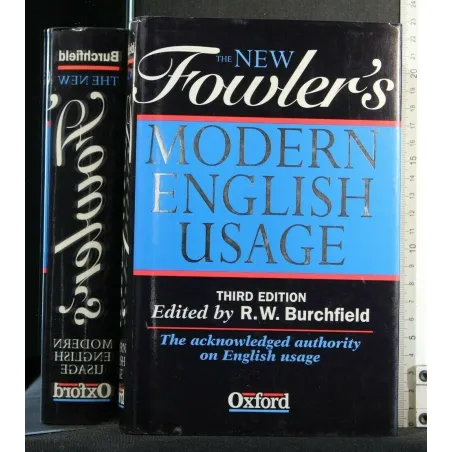 THE NEW
Fowler's
MODERN
ENGLISH
USAGE
THIRD EDITION
Edited by R.W. Burchfield
The acknowledged authority
on English usage
Oxford
Burchfield
THE NEW
Fowler's
MODERN
ENGLISH
USAGE
Oxford